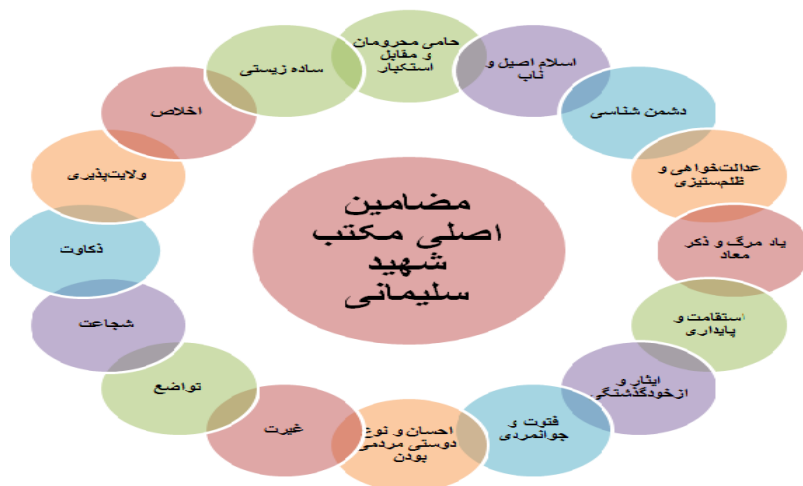 مضامین
اصلی مکتب
شهید
سلیمانی
حامی محرومان
و مقابل
استکبار
اسلام اصیل و
ناب
دشمن شناسی
عدالت‌خواهی و
ظلم‌ستیزی
یاد مرگ و ذکر
معاد
استقامت و
پایداری
ایثار و
ازخودگذشتگی
فتوت و
جوانمردی
احسان و نوع
دوستی مردمی
بودن
غیرت
تواضع
شجاعت
ذکاوت
ولایت‌پذیری
اخلاص
ساده زیستی